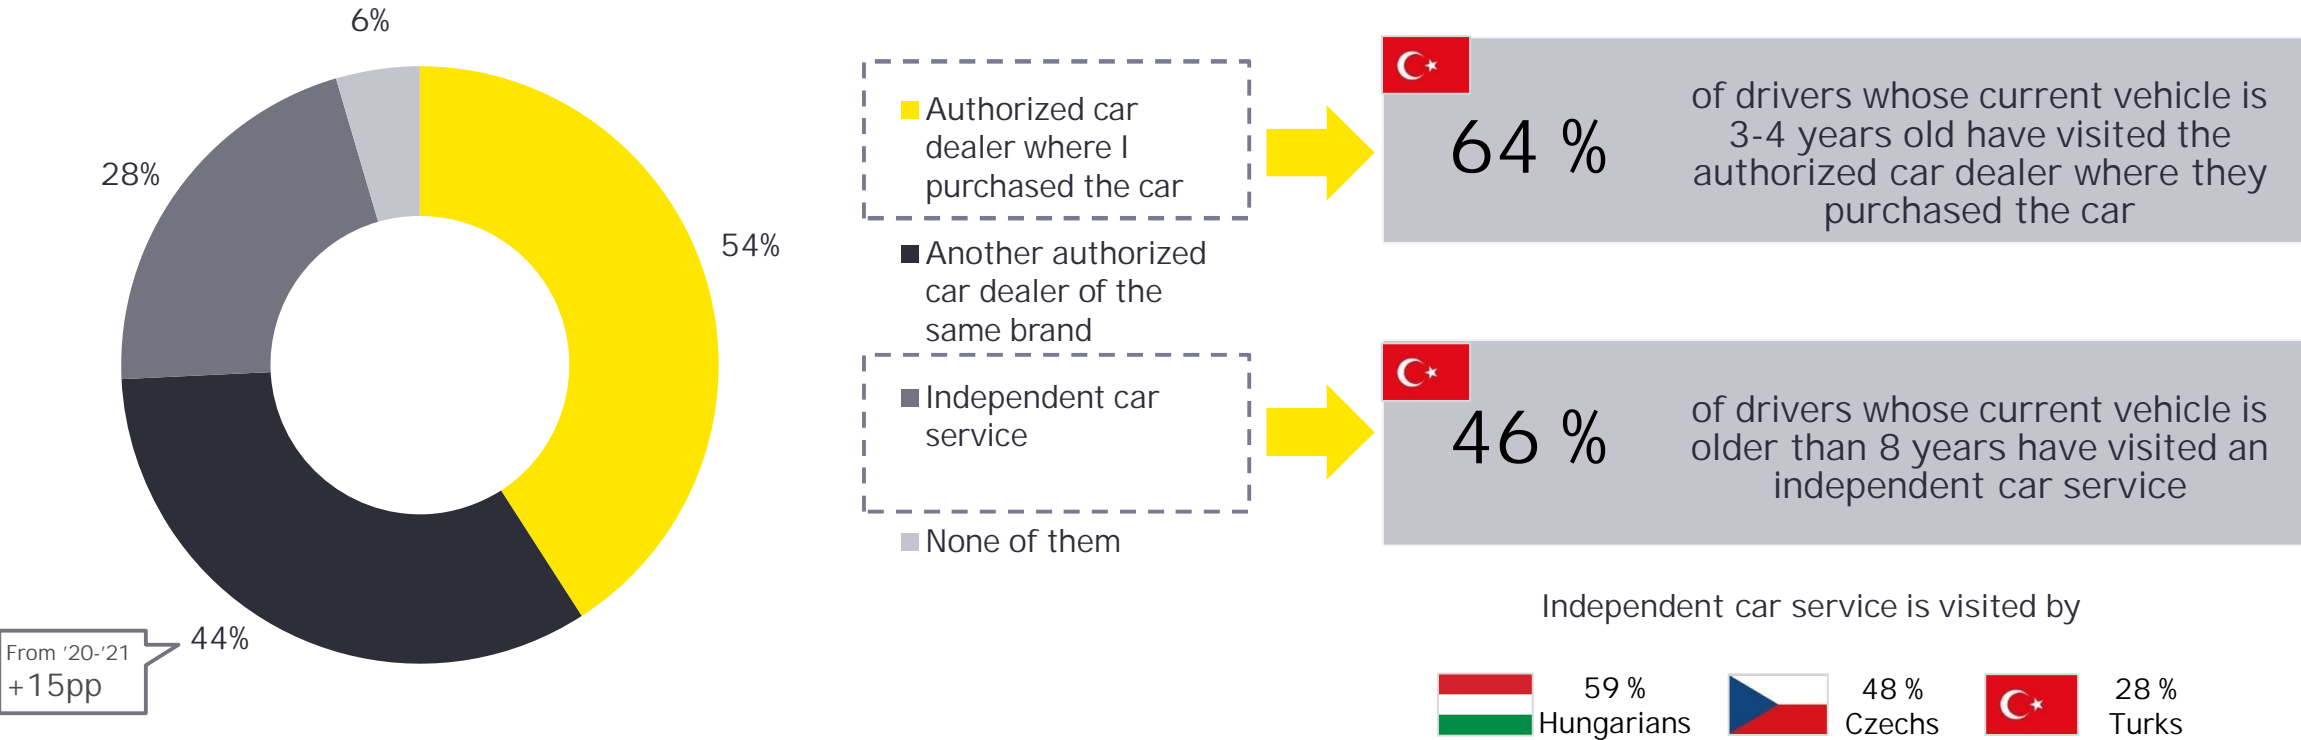 6%
28%
54%
44%
From '20-'21
+15pp
Authorized car
dealer where I
purchased the car
Another authorized
car dealer of the
same brand
Independent car
service
None of them
64 %
of drivers whose current vehicle is
3-4 years old have visited the
authorized car dealer where they
purchased the car
46 %
of drivers whose current vehicle is
older than 8 years have visited an
independent car service
Independent car service is visited by
59 %
Hungarians
48 %
Czechs
28 %
Turks